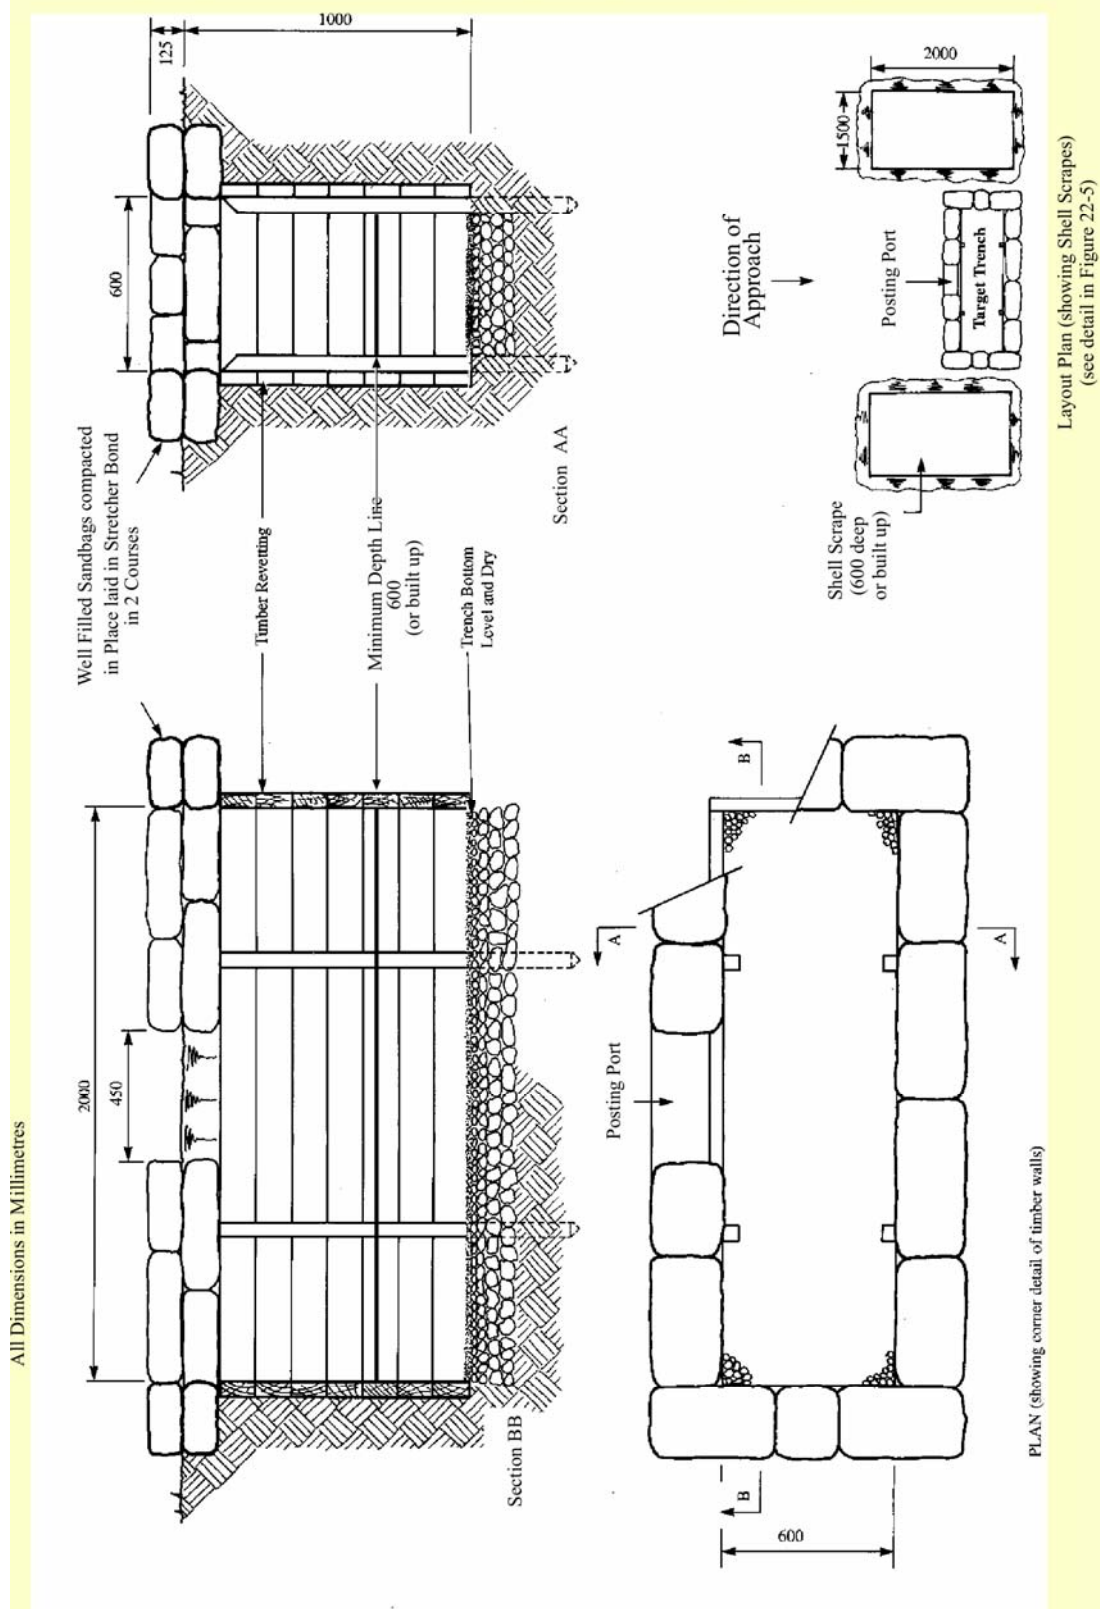 All Dimensions in Millimetres
1000
125
600
Well Filled Sandbags compacted
in Place laid in Stretcher Bond
in 2 Courses
Timber Revetting
Minimum Depth Line
600
(or built up)
Trench Bottom
Level and Dry
Section AA
2000
450
Section BB
Direction of
Approach
Posting Port
Target Trench
2000
1500
Shell Scrape
(600 deep
or built up)
Layout Plan (showing Shell Scrapes)
(see detail in Figure 22-5)
Posting Port
A
A
B
B
600
PLAN (showing corner detail of timber walls)